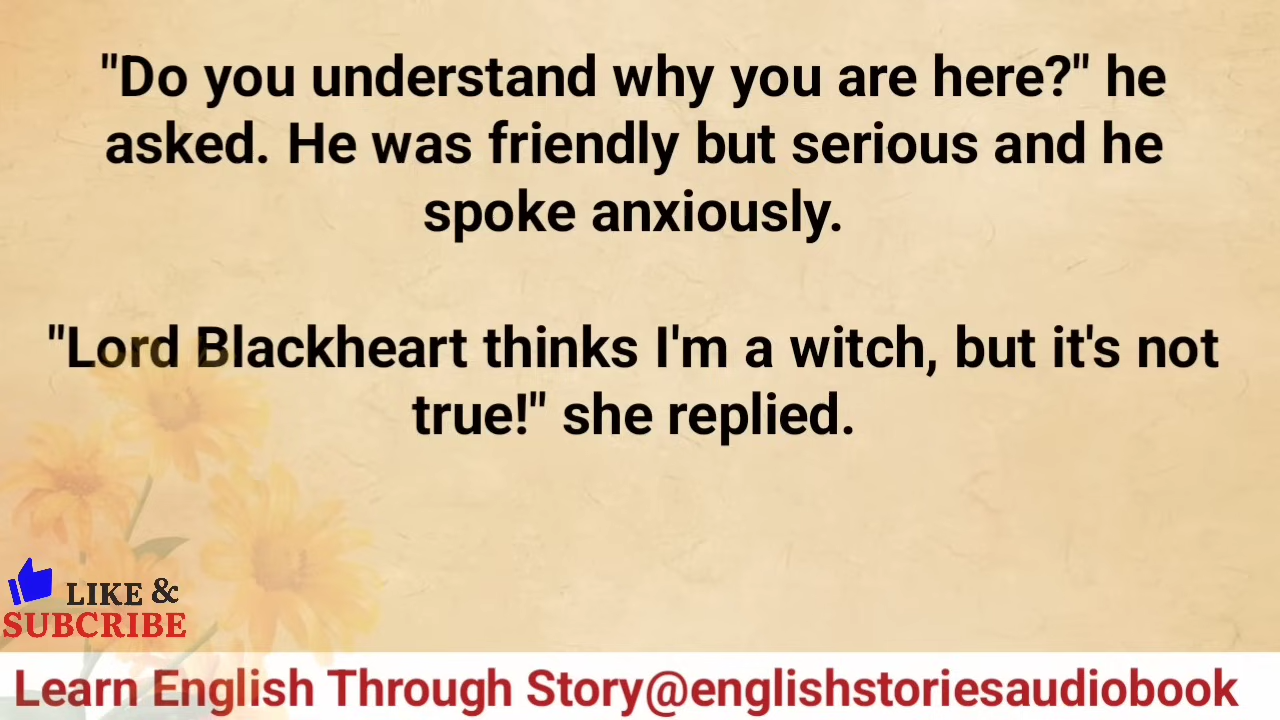 "Do you understand why you are here?" he
asked. He was friendly but serious and he
spoke anxiously.
"Lord Blackheart thinks I'm a witch, but it's not
true!" she replied.
LIKE &
SUBCRIBE
Learn English Through Story@englishstoriesaudiobook